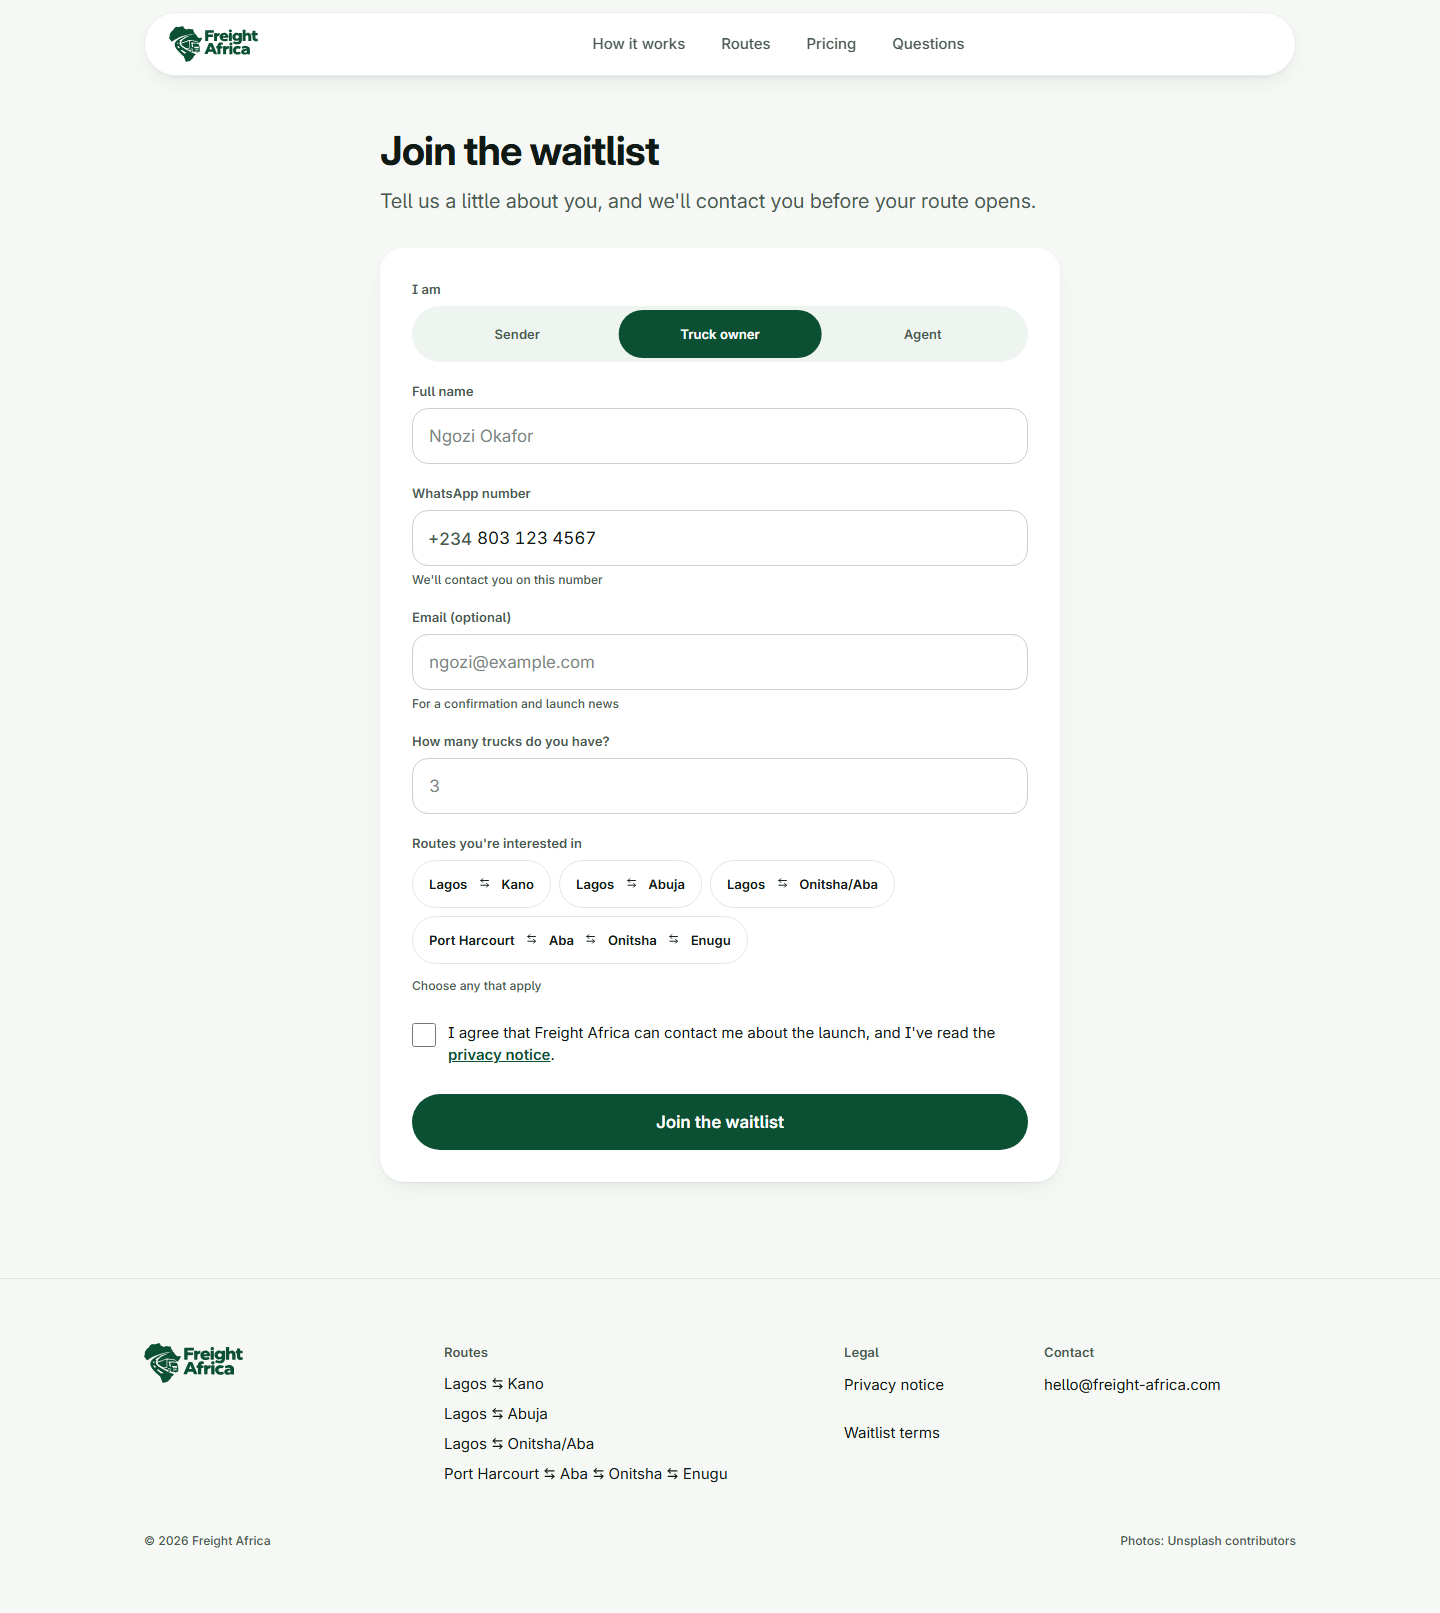 Freight
Africa
How it works Routes Pricing Questions
Join the waitlist
Tell us a little about you, and we'll contact you before your route opens.
I am
Sender Truck owner Agent
Full name
Ngozi Okafor
WhatsApp number
+234 803 123 4567
We'll contact you on this number
Email (optional)
ngozi@example.com
For a confirmation and launch news
How many trucks do you have?
3
Routes you're interested in
Lagos ⇆ Kano Lagos ⇆ Abuja Lagos ⇆ Onitsha/Aba
Port Harcourt ⇆ Aba ⇆ Onitsha ⇆ Enugu
Choose any that apply
I agree that Freight Africa can contact me about the launch, and I've read the
privacy notice.
Join the waitlist
Freight
Africa
Routes
Lagos ⇆ Kano
Lagos ⇆ Abuja
Lagos ⇆ Onitsha/Aba
Port Harcourt ⇆ Aba ⇆ Onitsha ⇆ Enugu
Legal
Privacy notice
Waitlist terms
Contact
hello@freight-africa.com
© 2026 Freight Africa
Photos: Unsplash contributors